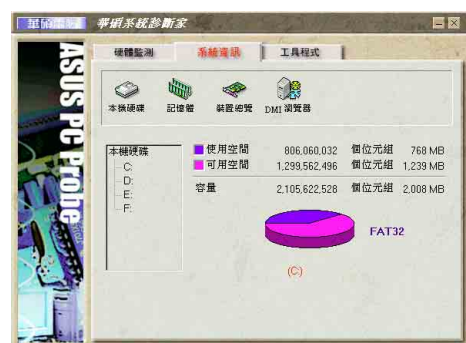 華碩電腦 華碩系統診斷家
ASUS PC Probe
硬體監測 系統資訊 工具程式
本機硬碟 記憶體 裝置總覽 DMI 瀏覽器
本機硬碟
C:
D:
E:
F:
使用空間 806,060,032 個位元組 768 MB
可用空間 1,299,562,496 個位元組 1,239 MB
容量 2,105,622,528 個位元組 2,008 MB
FAT32
(C:)